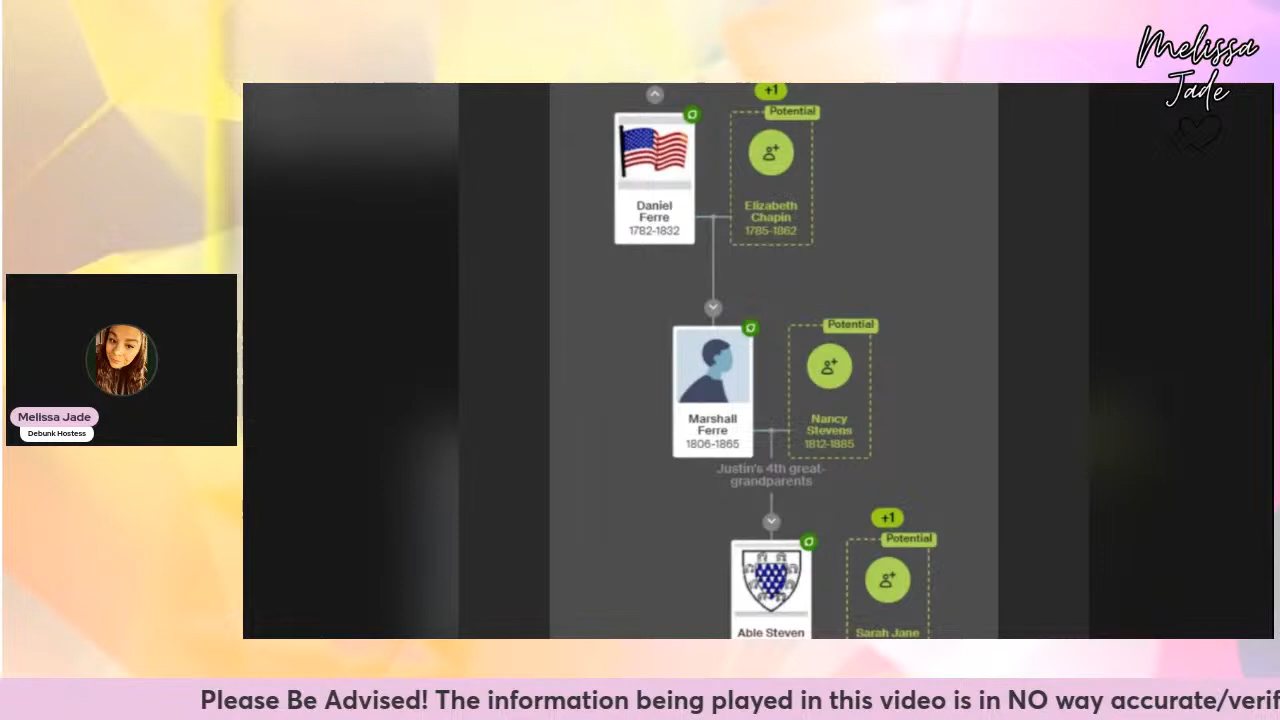 Melissa
Jade
+1
Potential
Daniel
Ferre
1782-1832
Elizabeth
Chapin
1785-1862
Potential
Marshall
Ferre
1806-1865
Nancy
Stevens
1812-1885
Justin's 4th great-
grandparents
+1
Potential
Able Steven
Sarah Jane
Melissa Jade
Debunk Hostess
Please Be Advised! The information being played in this video is in NO way accurate/verif